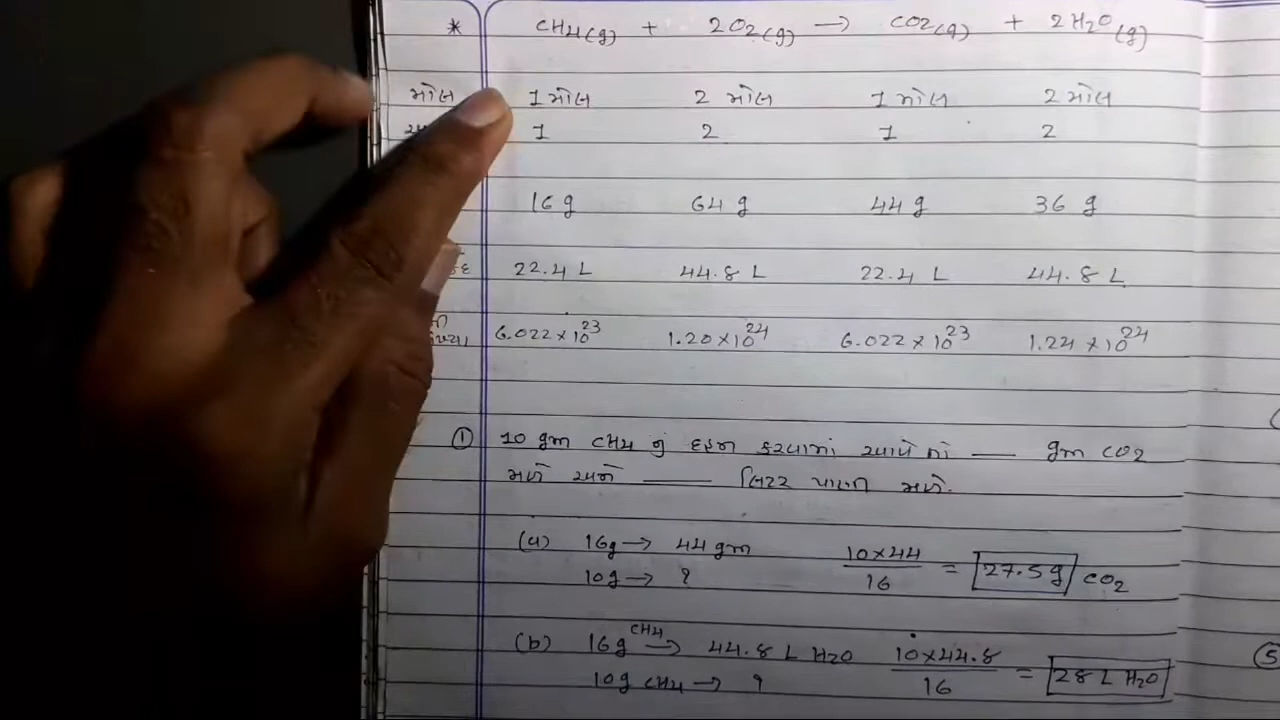 * CH4(g) + 2O2(g) → CO2(g) + 2H2O(g)
મોલ 1 મોલ 2 મોલ 1 મોલ 2 મોલ
1 2 1 2
16 g 64 g 44 g 36 g
22.4 L 44.8 L 22.4 L 44.8 L
6.022 × 10^23 1.20 × 10^24 6.022 × 10^23 1.24 × 10^24
① 10 gm CH4 નું દહન કરવામાં આવે તો ___ gm CO2
મળે અને ___ લિટર પાણી મળે.
(a) 16g → 44 gm 10×44/16 = 27.5 g CO2
10g → ?
(b) 16g CH4 → 44.8 L H2O 10×44.8/16 = 28 L H2O
10g CH4 → ?
⑤